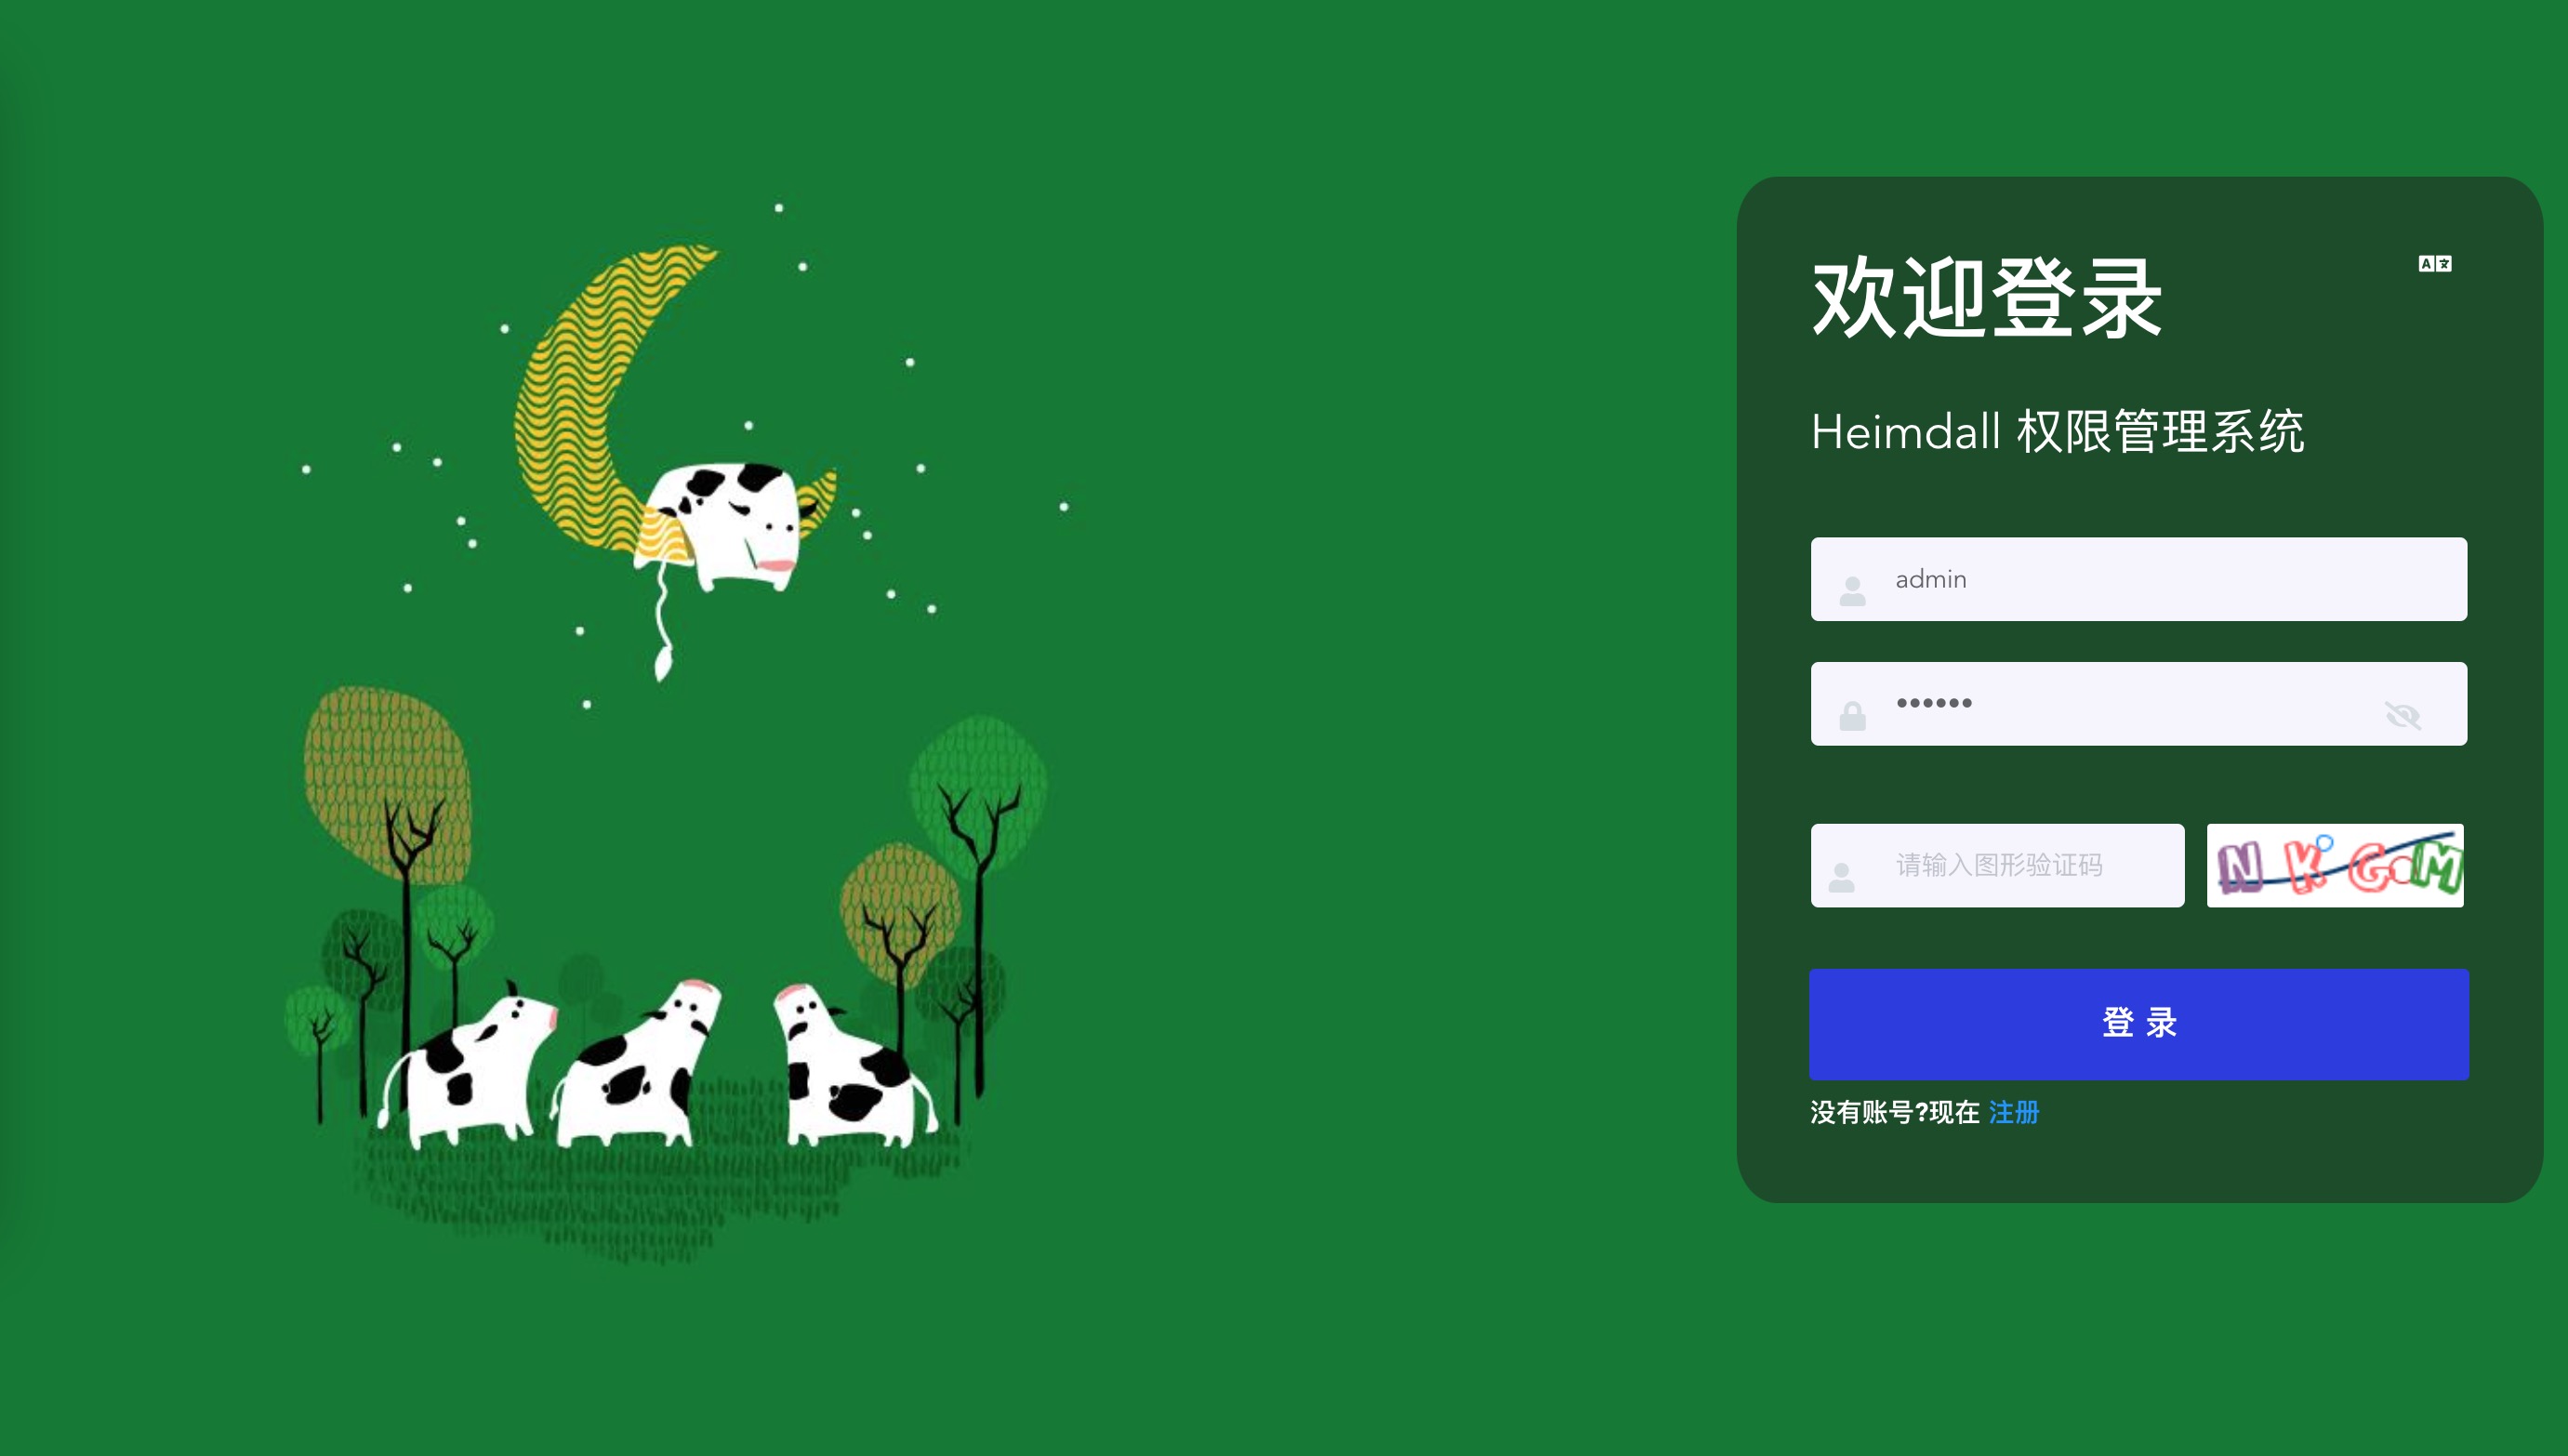 欢迎登录
A 文
Heimdall 权限管理系统
admin
••••••
请输入图形验证码
N K G M
登 录
没有账号?现在 注册